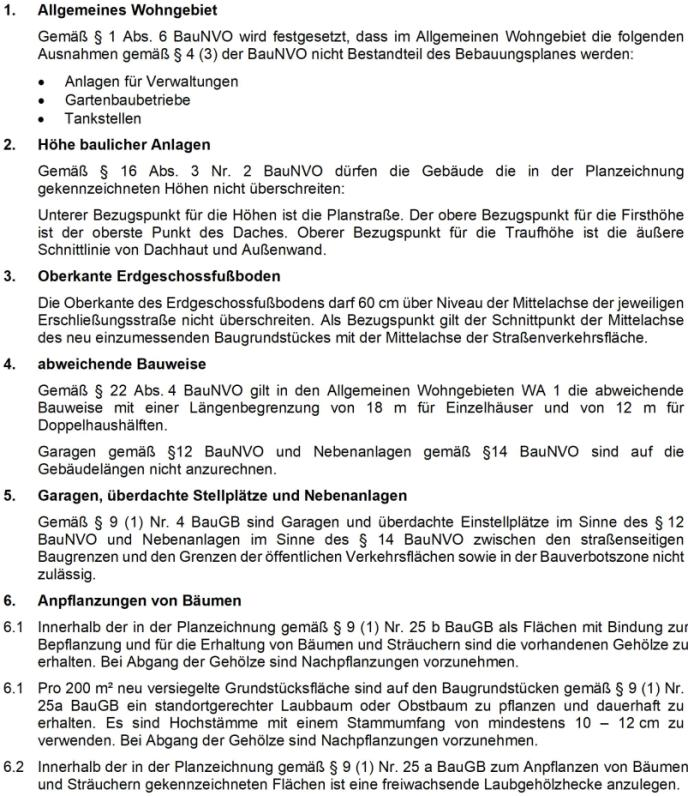 1. Allgemeines Wohngebiet
Gemäß § 1 Abs. 6 BauNVO wird festgesetzt, dass im Allgemeinen Wohngebiet die folgenden
Ausnahmen gemäß § 4 (3) der BauNVO nicht Bestandteil des Bebauungsplanes werden:
• Anlagen für Verwaltungen
• Gartenbaubetriebe
• Tankstellen
2. Höhe baulicher Anlagen
Gemäß § 16 Abs. 3 Nr. 2 BauNVO dürfen die Gebäude die in der Planzeichnung
gekennzeichneten Höhen nicht überschreiten:
Unterer Bezugspunkt für die Höhen ist die Planstraße. Der obere Bezugspunkt für die Firsthöhe
ist der oberste Punkt des Daches. Oberer Bezugspunkt für die Traufhöhe ist die äußere
Schnittlinie von Dachhaut und Außenwand.
3. Oberkante Erdgeschossfußboden
Die Oberkante des Erdgeschossfußbodens darf 60 cm über Niveau der Mittelachse der jeweiligen
Erschließungsstraße nicht überschreiten. Als Bezugspunkt gilt der Schnittpunkt der Mittelachse
des neu einzumessenden Baugrundstückes mit der Mittelachse der Straßenverkehrsfläche.
4. abweichende Bauweise
Gemäß § 22 Abs. 4 BauNVO gilt in den Allgemeinen Wohngebieten WA 1 die abweichende
Bauweise mit einer Längenbegrenzung von 18 m für Einzelhäuser und von 12 m für
Doppelhaushälften.
Garagen gemäß §12 BauNVO und Nebenanlagen gemäß §14 BauNVO sind auf die
Gebäudelängen nicht anzurechnen.
5. Garagen, überdachte Stellplätze und Nebenanlagen
Gemäß § 9 (1) Nr. 4 BauGB sind Garagen und überdachte Einstellplätze im Sinne des § 12
BauNVO und Nebenanlagen im Sinne des § 14 BauNVO zwischen den straßenseitigen
Baugrenzen und den Grenzen der öffentlichen Verkehrsflächen sowie in der Bauverbotszone nicht
zulässig.
6. Anpflanzungen von Bäumen
6.1 Innerhalb der in der Planzeichnung gemäß § 9 (1) Nr. 25 b BauGB als Flächen mit Bindung zur
Bepflanzung und für die Erhaltung von Bäumen und Sträuchern sind die vorhandenen Gehölze zu
erhalten. Bei Abgang der Gehölze sind Nachpflanzungen vorzunehmen.
6.1 Pro 200 m² neu versiegelte Grundstücksfläche sind auf den Baugrundstücken gemäß § 9 (1) Nr.
25a BauGB ein standortgerechter Laubbaum oder Obstbaum zu pflanzen und dauerhaft zu
erhalten. Es sind Hochstämme mit einem Stammumfang von mindestens 10 – 12 cm zu
verwenden. Bei Abgang der Gehölze sind Nachpflanzungen vorzunehmen.
6.2 Innerhalb der in der Planzeichnung gemäß § 9 (1) Nr. 25 a BauGB zum Anpflanzen von Bäumen
und Sträuchern gekennzeichneten Flächen ist eine freiwachsende Laubgehölzhecke anzulegen.